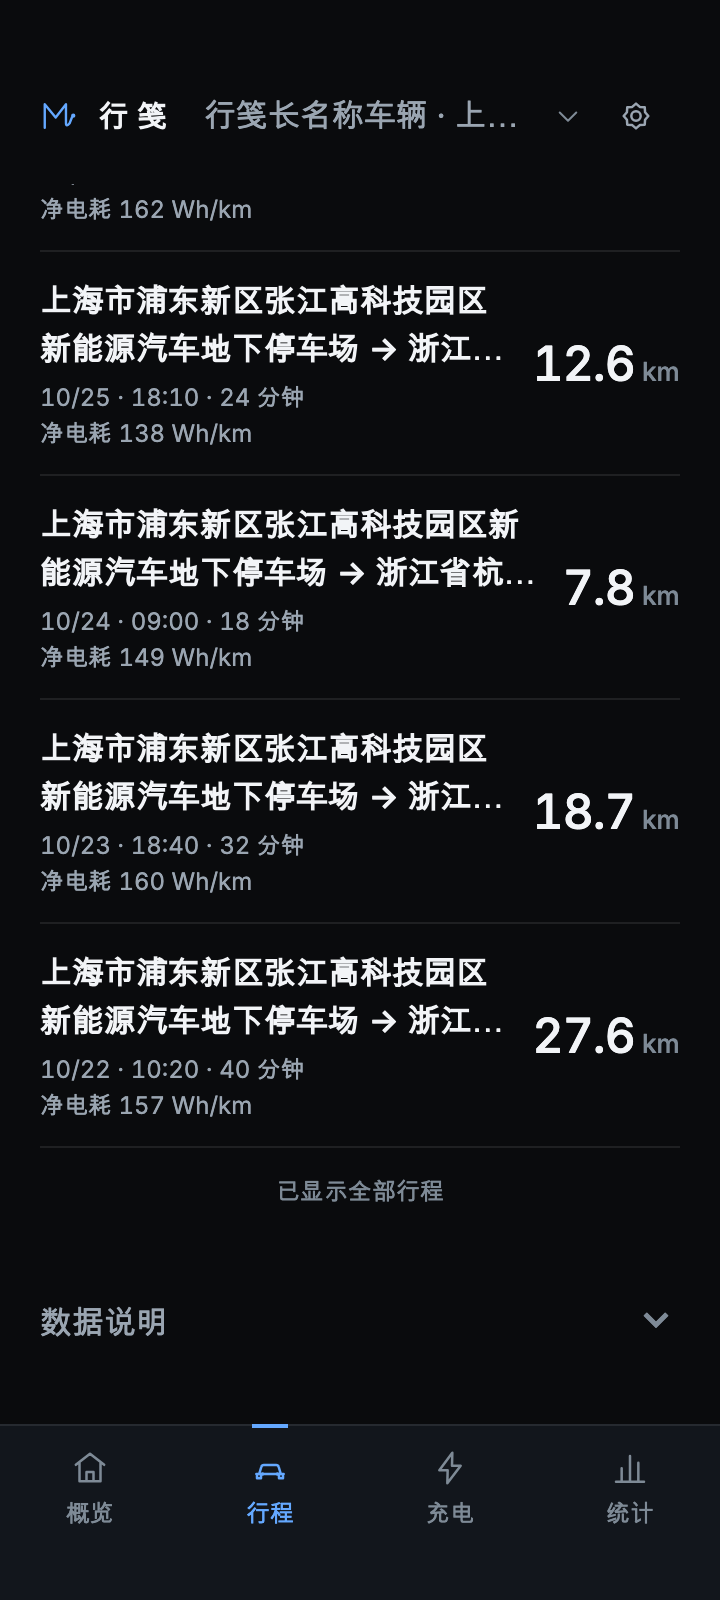 行笺 行笺长名称车辆 · 上...
净电耗 162 Wh/km
上海市浦东新区张江高科技园区
新能源汽车地下停车场 → 浙江...
12.6 km
10/25 · 18:10 · 24 分钟
净电耗 138 Wh/km
上海市浦东新区张江高科技园区新
能源汽车地下停车场 → 浙江省杭...
7.8 km
10/24 · 09:00 · 18 分钟
净电耗 149 Wh/km
上海市浦东新区张江高科技园区
新能源汽车地下停车场 → 浙江...
18.7 km
10/23 · 18:40 · 32 分钟
净电耗 160 Wh/km
上海市浦东新区张江高科技园区
新能源汽车地下停车场 → 浙江...
27.6 km
10/22 · 10:20 · 40 分钟
净电耗 157 Wh/km
已显示全部行程
数据说明
概览 行程 充电 统计